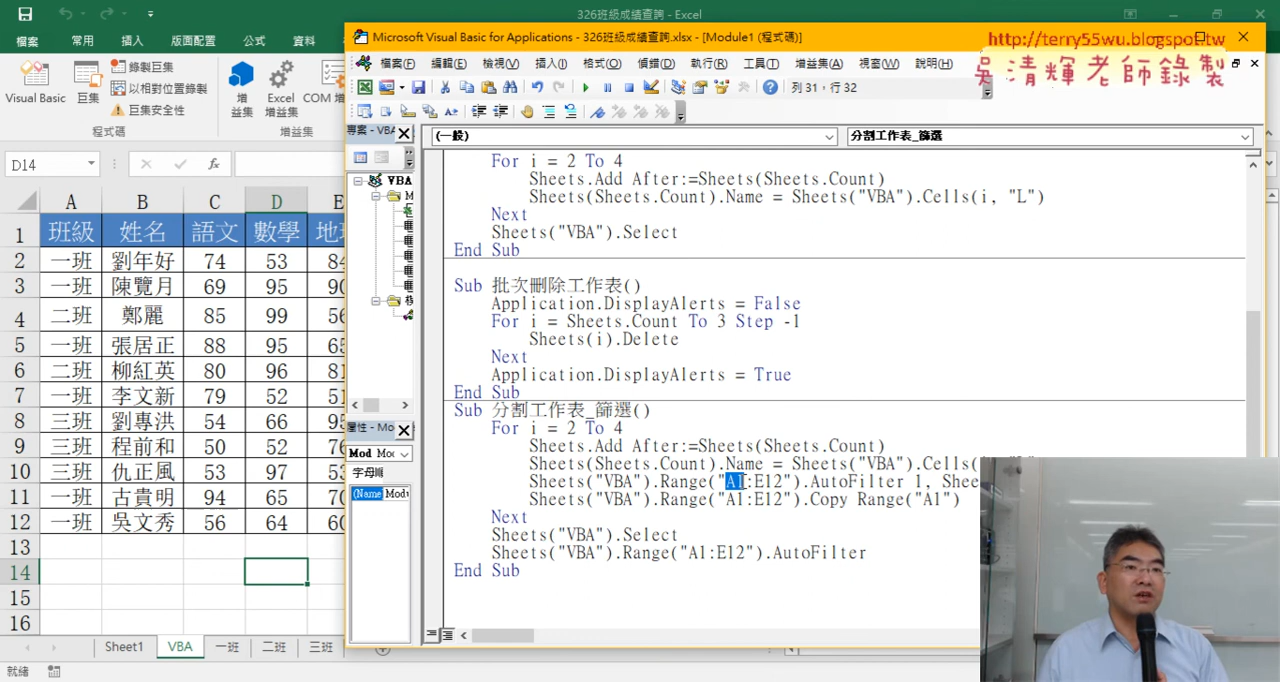 326班級成績查詢 - Excel
檔案 常用 插入 版面配置 公式 資料
Visual Basic 巨集 錄製巨集
以相對位置錄製
巨集安全性
增益集 Excel 增益集 COM 增
程式碼 增益集
D14
A B C D E
1 班級 姓名 語文 數學
2 一班 劉年好 74 53 84
3 一班 陳覽月 69 95 90
4 二班 鄭麗 85 99 56
5 一班 張居正 88 95 65
6 二班 柳紅英 80 96 81
7 一班 李文新 79 52 51
8 三班 劉專洪 54 66 95
9 三班 程前和 50 52 76
10 三班 仇正風 53 97 53
11 一班 古貴明 94 65 70
12 一班 吳文秀 56 64 60
13
14
15
16
Sheet1 VBA 一班 二班 三班
就緒
Microsoft Visual Basic for Applications - 326班級成績查詢.xlsx - [Module1 (程式碼)]
http://terry55wu.blogspot.tw
吳清輝老師錄製
檔案(F) 編輯(E) 檢視(V) 插入(I) 格式(O) 偵錯(D) 執行(R) 工具(T) 增益集(A) 視窗(W) 說明(H)
列 31，行 32
專案 - VBA
VBA
屬性 - Mod
Mod Mo
字母順
(Name Modu
(一般) 分割工作表_篩選
For i = 2 To 4
Sheets.Add After:=Sheets(Sheets.Count)
Sheets(Sheets.Count).Name = Sheets("VBA").Cells(i, "L")
Next
Sheets("VBA").Select
End Sub
Sub 批次刪除工作表()
Application.DisplayAlerts = False
For i = Sheets.Count To 3 Step -1
Sheets(i).Delete
Next
Application.DisplayAlerts = True
End Sub
Sub 分割工作表_篩選()
For i = 2 To 4
Sheets.Add After:=Sheets(Sheets.Count)
Sheets(Sheets.Count).Name = Sheets("VBA").Cells(
Sheets("VBA").Range("A1:E12").AutoFilter 1, Shee
Sheets("VBA").Range("A1:E12").Copy Range("A1")
Next
Sheets("VBA").Select
Sheets("VBA").Range("A1:E12").AutoFilter
End Sub